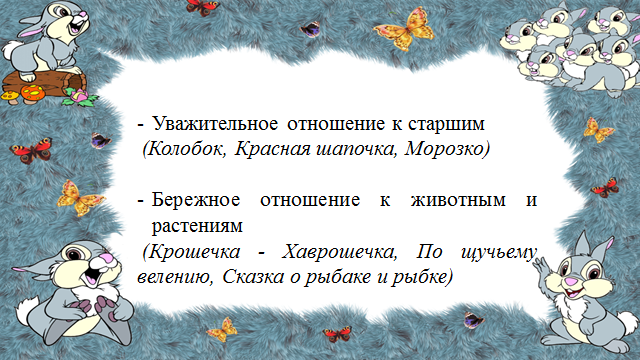 - Уважительное отношение к старшим
(Колобок, Красная шапочка, Морозко)
- Бережное отношение к животным и
растениям
(Крошечка - Хаврошечка, По щучьему
велению, Сказка о рыбаке и рыбке)